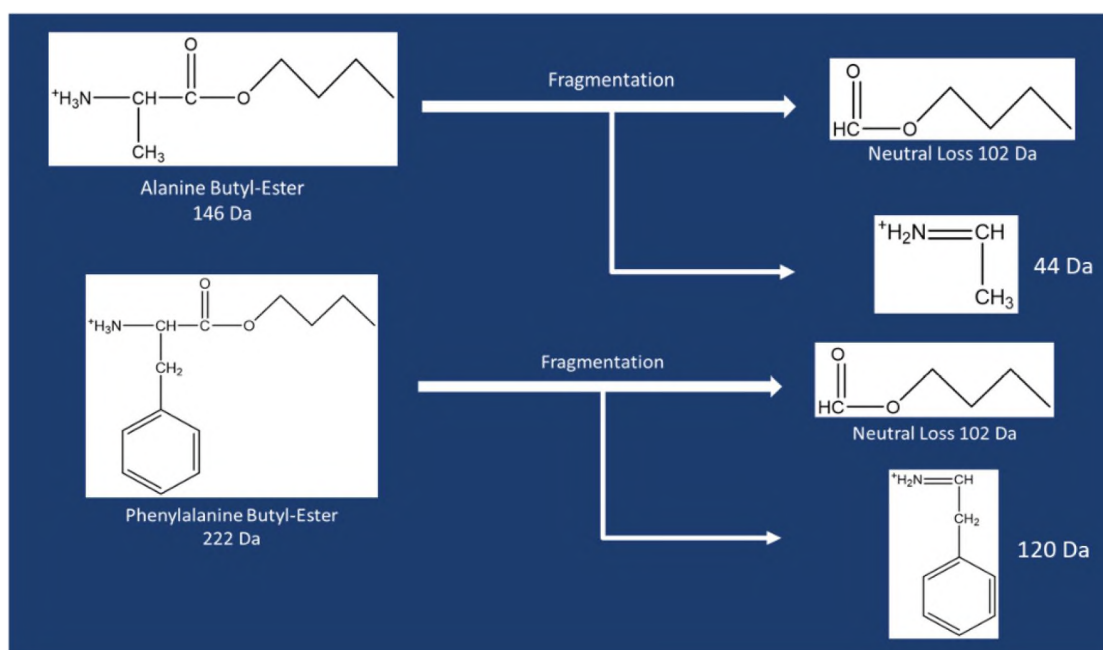 O
⁺H₃N CH C O
CH₃
Alanine Butyl-Ester
146 Da
Fragmentation
O
HC O
Neutral Loss 102 Da
⁺H₂N CH
CH₃
44 Da
O
⁺H₃N CH C O
CH₂
Phenylalanine Butyl-Ester
222 Da
Fragmentation
O
HC O
Neutral Loss 102 Da
⁺H₂N CH
CH₂
120 Da